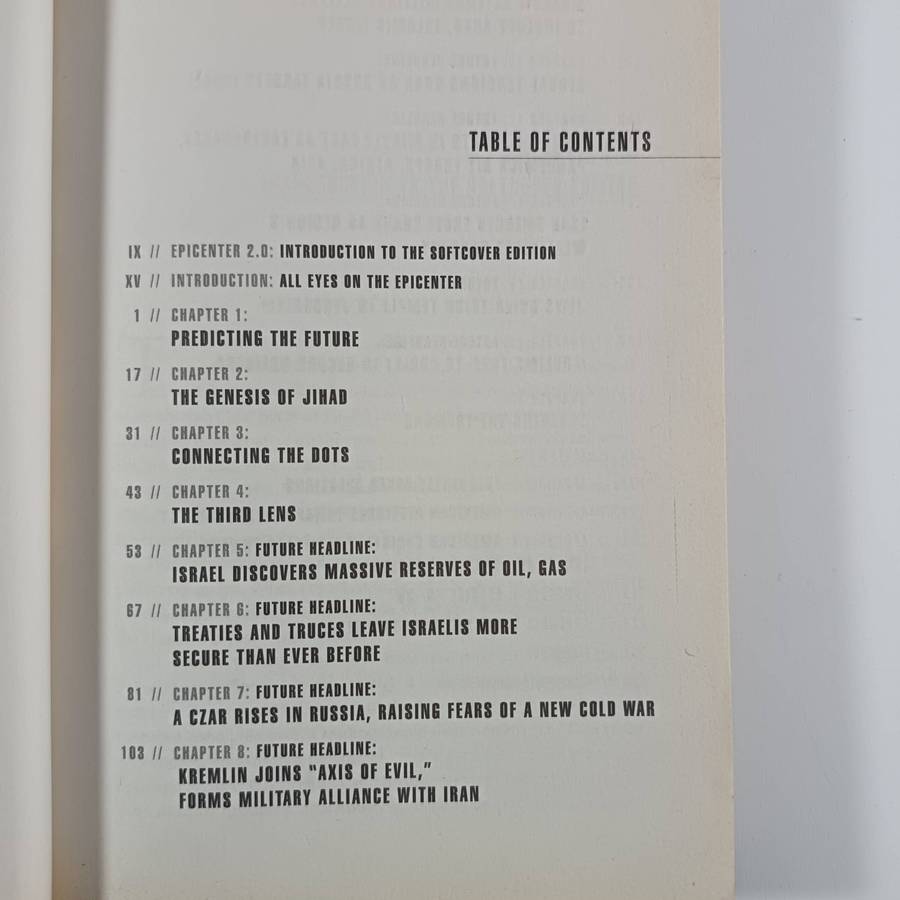 TABLE OF CONTENTS
IX // EPICENTER 2.0: INTRODUCTION TO THE SOFTCOVER EDITION
XV // INTRODUCTION: ALL EYES ON THE EPICENTER
1 // CHAPTER 1:
PREDICTING THE FUTURE
17 // CHAPTER 2:
THE GENESIS OF JIHAD
31 // CHAPTER 3:
CONNECTING THE DOTS
43 // CHAPTER 4:
THE THIRD LENS
53 // CHAPTER 5: FUTURE HEADLINE:
ISRAEL DISCOVERS MASSIVE RESERVES OF OIL, GAS
67 // CHAPTER 6: FUTURE HEADLINE:
TREATIES AND TRUCES LEAVE ISRAELIS MORE
SECURE THAN EVER BEFORE
81 // CHAPTER 7: FUTURE HEADLINE:
A CZAR RISES IN RUSSIA, RAISING FEARS OF A NEW COLD WAR
103 // CHAPTER 8: FUTURE HEADLINE:
KREMLIN JOINS "AXIS OF EVIL,"
FORMS MILITARY ALLIANCE WITH IRAN